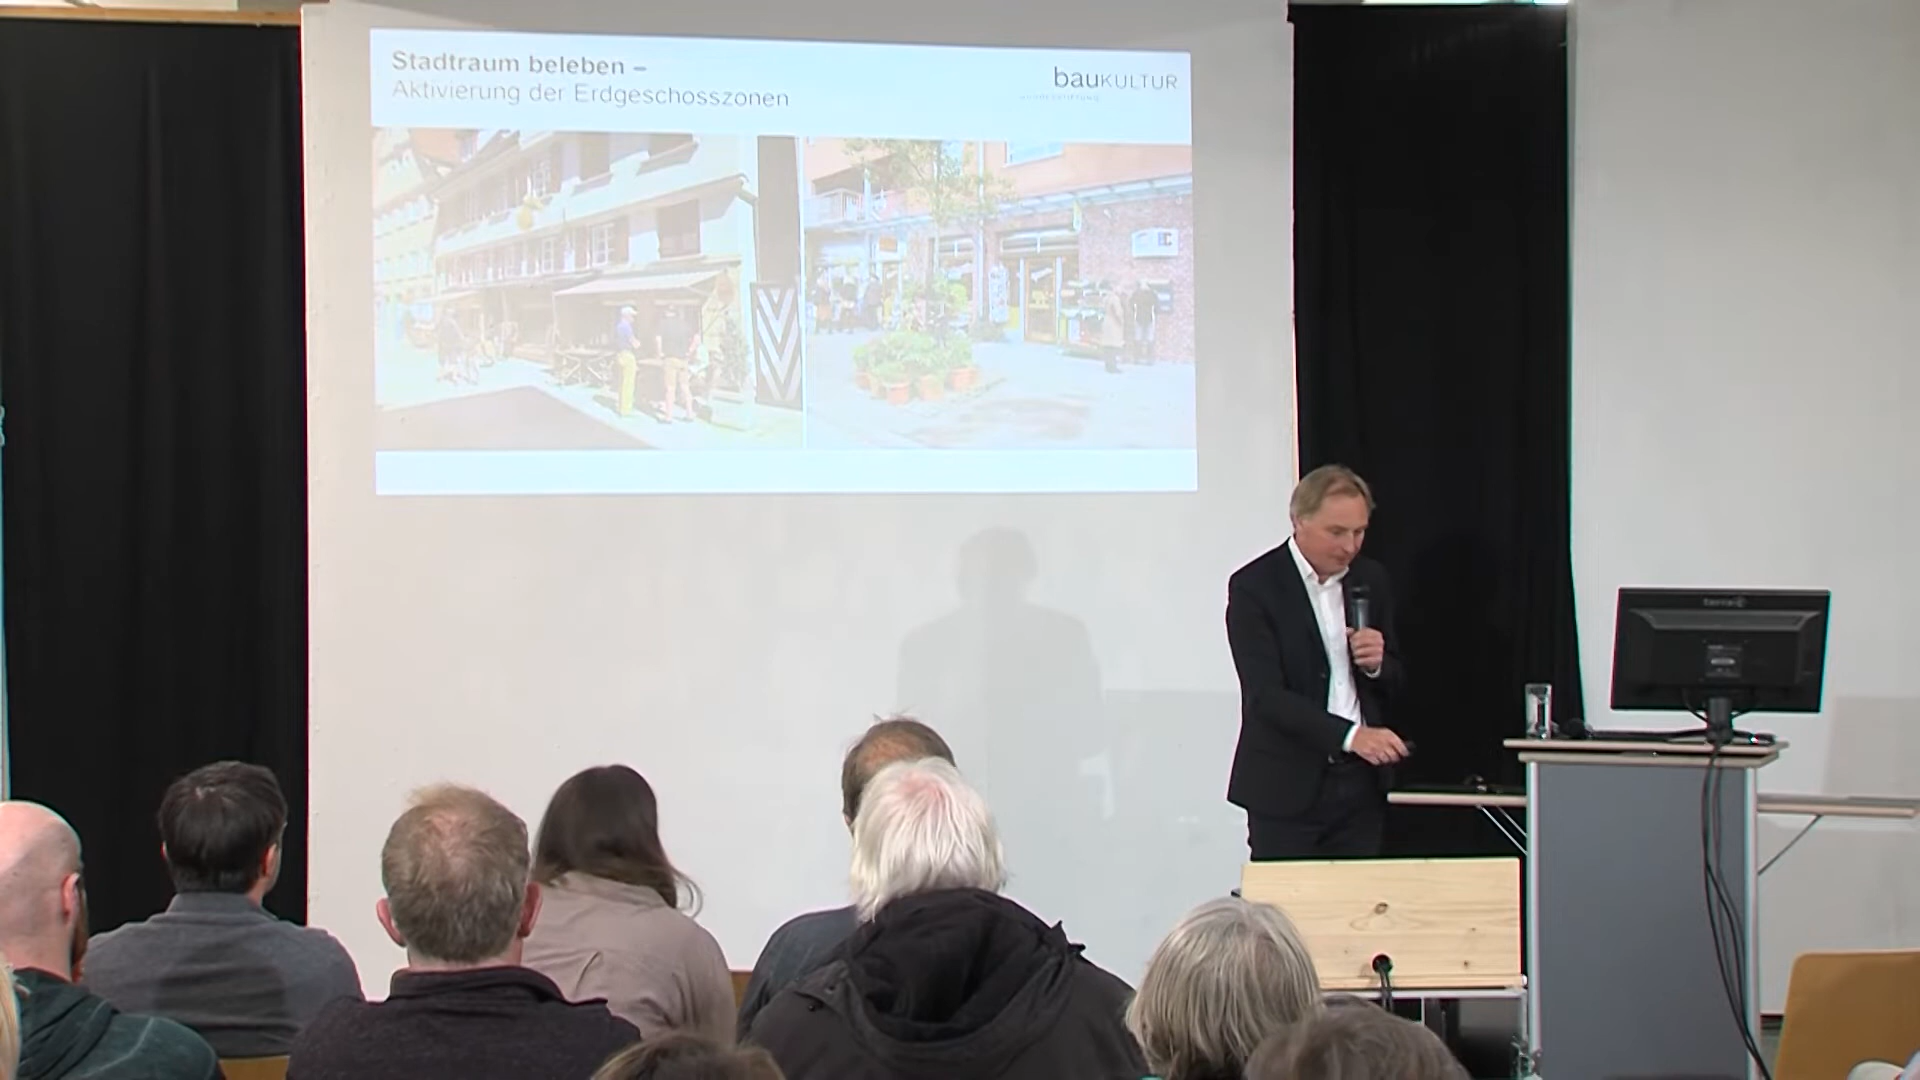 Stadtraum beleben –
Aktivierung der Erdgeschosszonen
bauKULTUR